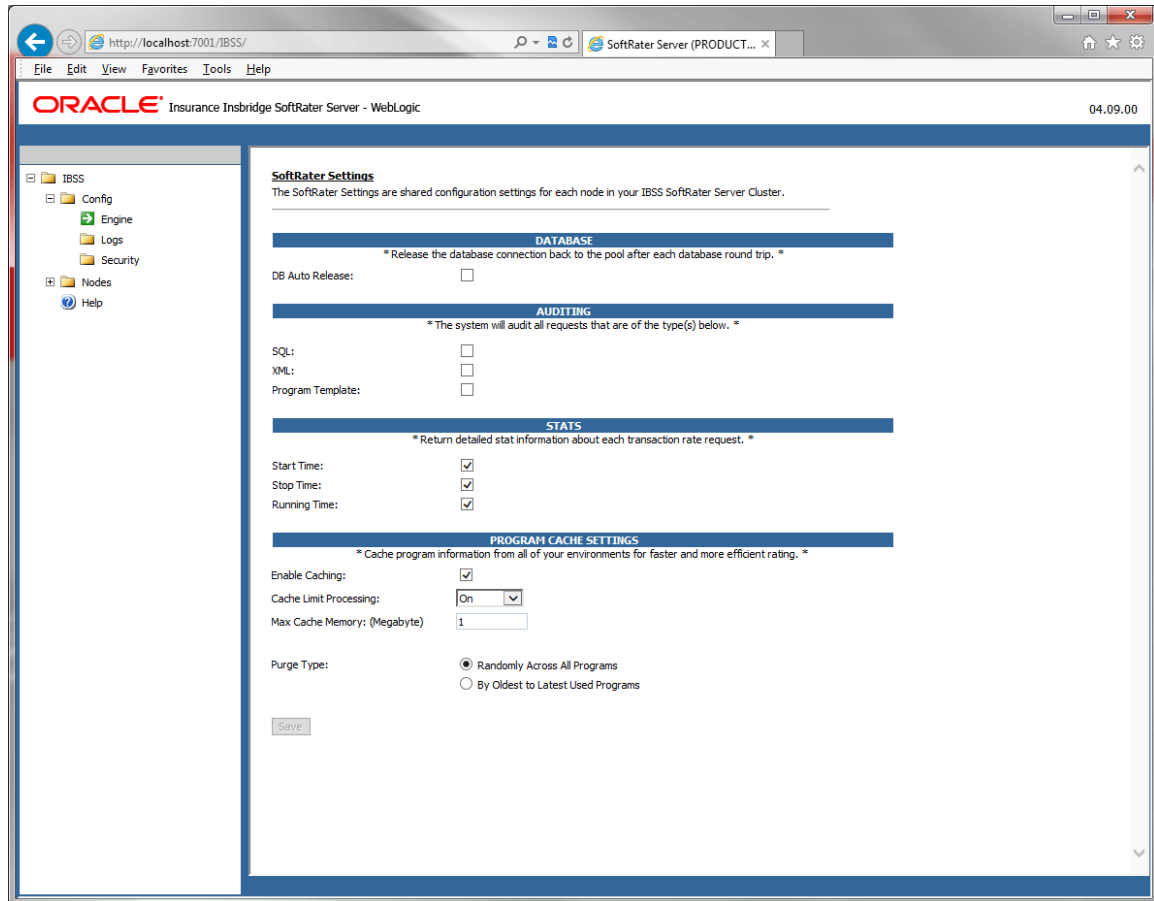 http://localhost:7001/IBSS/
SoftRater Server (PRODUCT...
File Edit View Favorites Tools Help
ORACLE Insurance Insbridge SoftRater Server - WebLogic
04.09.00
IBSS
Config
Engine
Logs
Security
Nodes
Help
SoftRater Settings
The SoftRater Settings are shared configuration settings for each node in your IBSS SoftRater Server Cluster.
DATABASE
* Release the database connection back to the pool after each database round trip. *
DB Auto Release:
AUDITING
* The system will audit all requests that are of the type(s) below. *
SQL:
XML:
Program Template:
STATS
* Return detailed stat information about each transaction rate request. *
Start Time:
Stop Time:
Running Time:
PROGRAM CACHE SETTINGS
* Cache program information from all of your environments for faster and more efficient rating. *
Enable Caching:
Cache Limit Processing: On
Max Cache Memory: (Megabyte) 1
Purge Type: Randomly Across All Programs
By Oldest to Latest Used Programs
Save